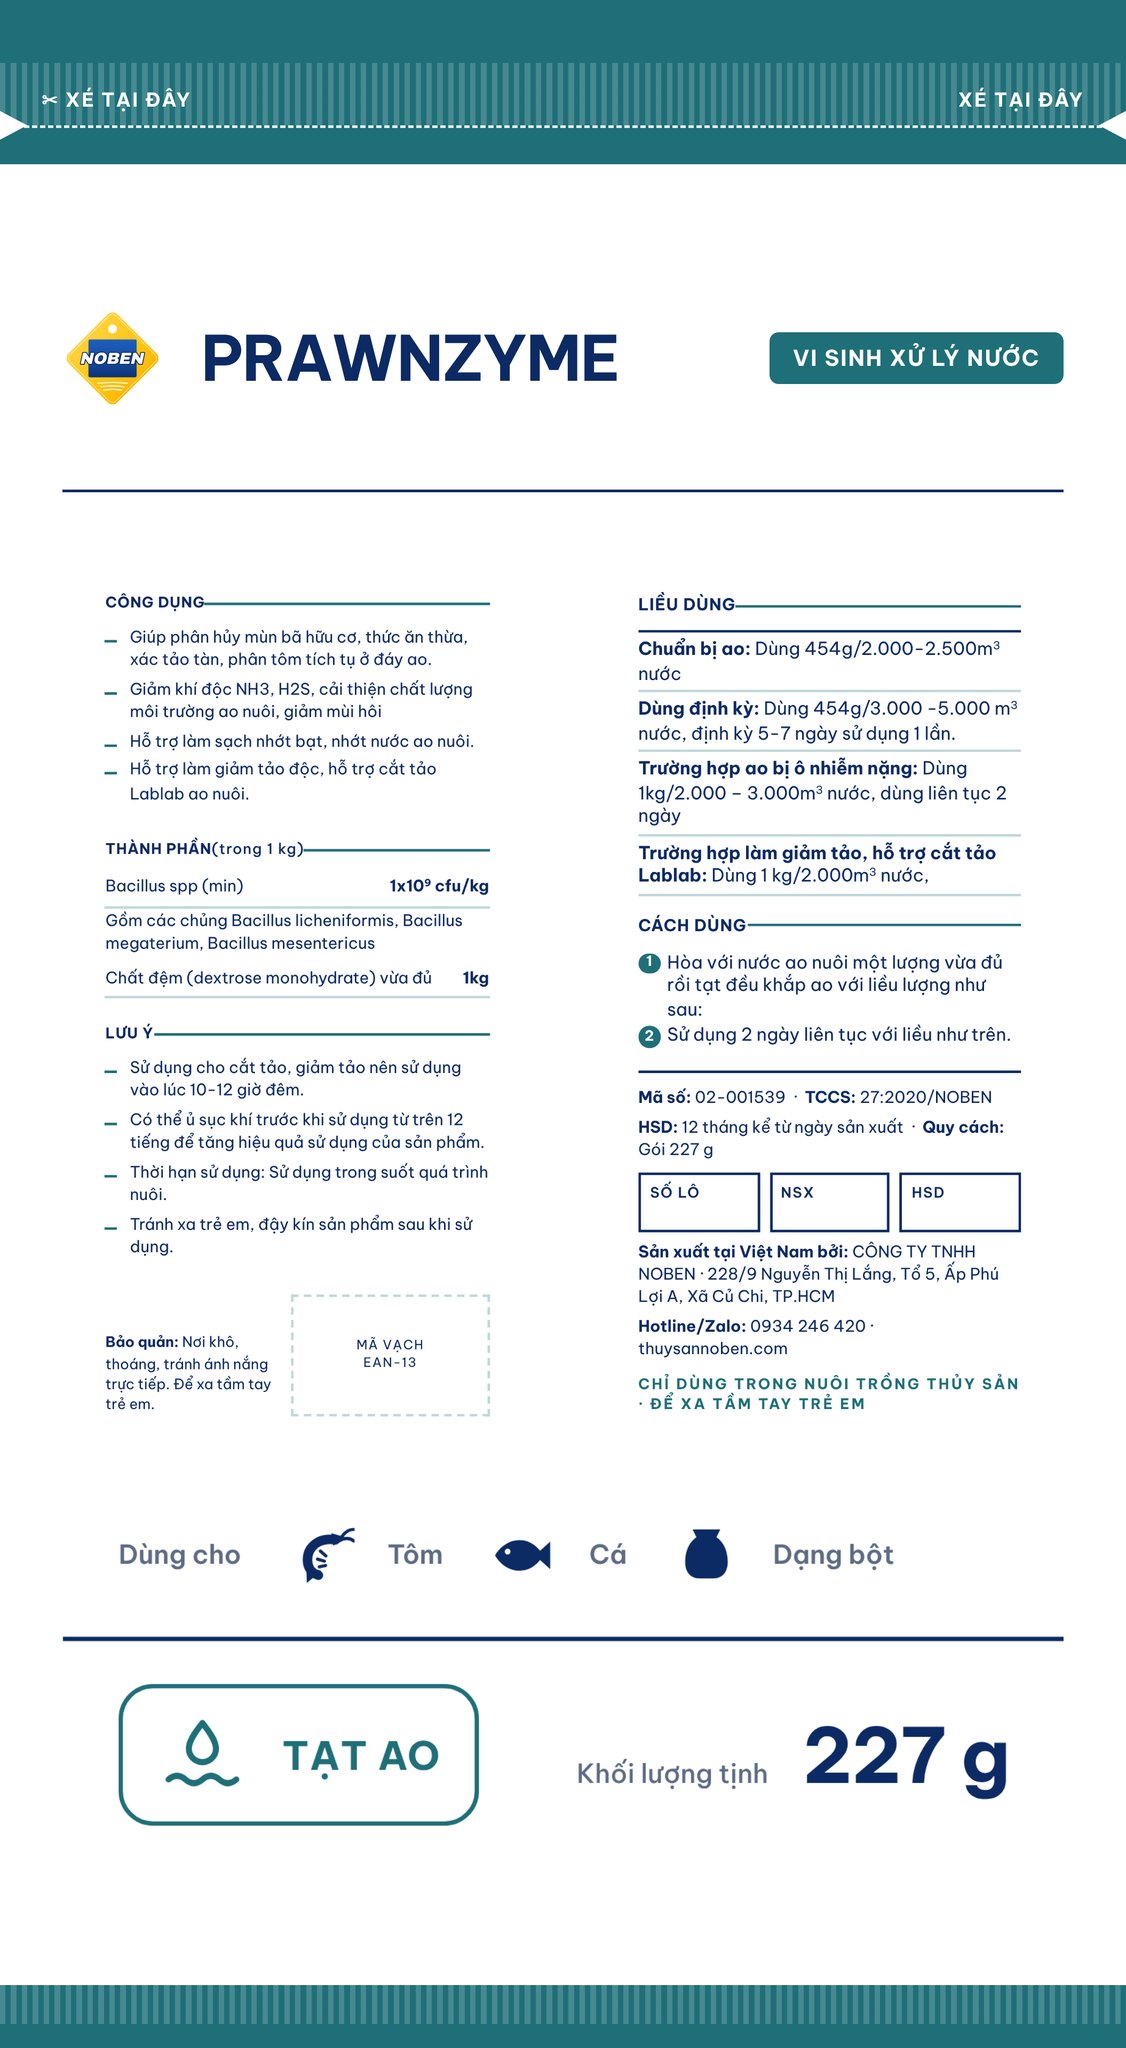 ✂ XÉ TẠI ĐÂY
XÉ TẠI ĐÂY
NOBEN
PRAWNZYME
VI SINH XỬ LÝ NƯỚC
CÔNG DỤNG
Giúp phân hủy mùn bã hữu cơ, thức ăn thừa,
xác tảo tàn, phân tôm tích tụ ở đáy ao.
Giảm khí độc NH3, H2S, cải thiện chất lượng
môi trường ao nuôi, giảm mùi hôi
Hỗ trợ làm sạch nhớt bạt, nhớt nước ao nuôi.
Hỗ trợ làm giảm tảo độc, hỗ trợ cắt tảo
Lablab ao nuôi.
THÀNH PHẦN(trong 1 kg)
Bacillus spp (min) 1x10⁹ cfu/kg
Gồm các chủng Bacillus licheniformis, Bacillus
megaterium, Bacillus mesentericus
Chất đệm (dextrose monohydrate) vừa đủ 1kg
LƯU Ý
Sử dụng cho cắt tảo, giảm tảo nên sử dụng
vào lúc 10-12 giờ đêm.
Có thể ủ sục khí trước khi sử dụng từ trên 12
tiếng để tăng hiệu quả sử dụng của sản phẩm.
Thời hạn sử dụng: Sử dụng trong suốt quá trình
nuôi.
Tránh xa trẻ em, đậy kín sản phẩm sau khi sử
dụng.
Bảo quản: Nơi khô,
thoáng, tránh ánh nắng
trực tiếp. Để xa tầm tay
trẻ em.
MÃ VẠCH
EAN-13
LIỀU DÙNG
Chuẩn bị ao: Dùng 454g/2.000-2.500m³
nước
Dùng định kỳ: Dùng 454g/3.000 -5.000 m³
nước, định kỳ 5-7 ngày sử dụng 1 lần.
Trường hợp ao bị ô nhiễm nặng: Dùng
1kg/2.000 – 3.000m³ nước, dùng liên tục 2
ngày
Trường hợp làm giảm tảo, hỗ trợ cắt tảo
Lablab: Dùng 1 kg/2.000m³ nước,
CÁCH DÙNG
1 Hòa với nước ao nuôi một lượng vừa đủ
rồi tạt đều khắp ao với liều lượng như
sau:
2 Sử dụng 2 ngày liên tục với liều như trên.
Mã số: 02-001539 · TCCS: 27:2020/NOBEN
HSD: 12 tháng kể từ ngày sản xuất · Quy cách:
Gói 227 g
SỐ LÔ
NSX
HSD
Sản xuất tại Việt Nam bởi: CÔNG TY TNHH
NOBEN · 228/9 Nguyễn Thị Lắng, Tổ 5, Ấp Phú
Lợi A, Xã Củ Chi, TP.HCM
Hotline/Zalo: 0934 246 420 ·
thuysannoben.com
CHỈ DÙNG TRONG NUÔI TRỒNG THỦY SẢN
· ĐỂ XA TẦM TAY TRẺ EM
Dùng cho Tôm Cá Dạng bột
TẠT AO
Khối lượng tịnh 227 g